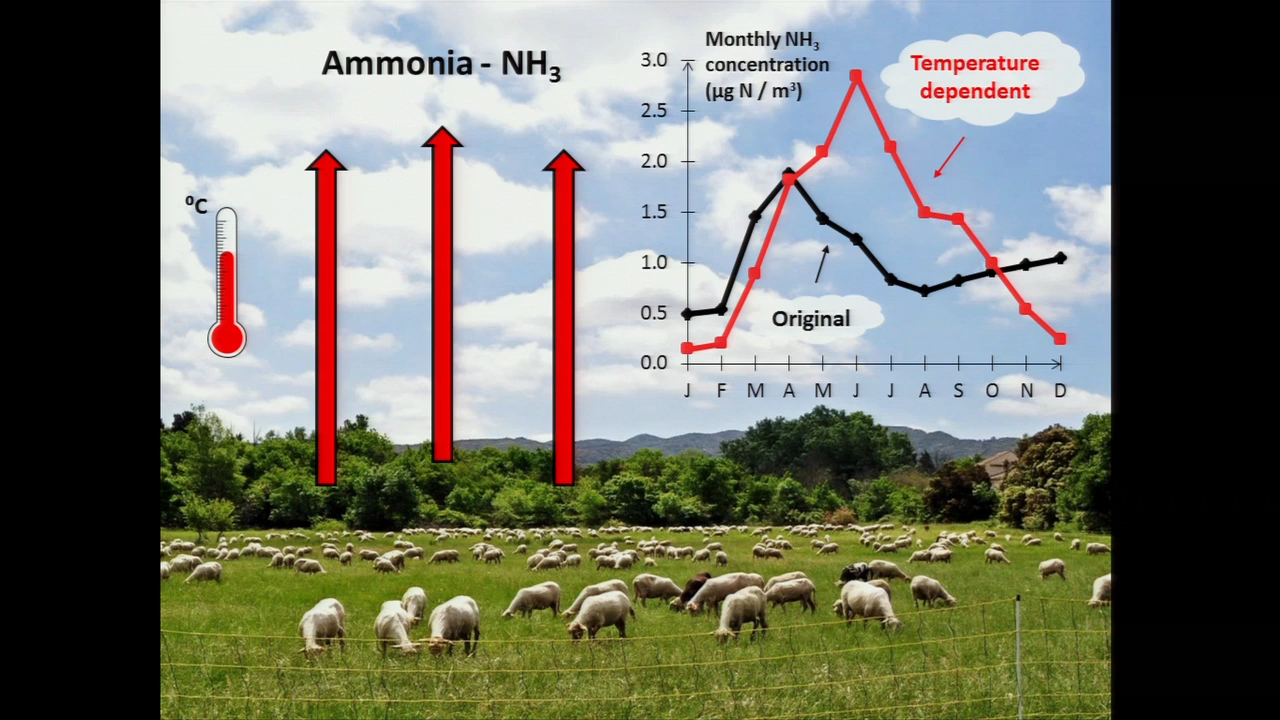 Ammonia - NH₃
ºC
Monthly NH₃
concentration
(µg N / m³)
3.0
2.5
2.0
1.5
1.0
0.5
0.0
J F M A M J J A S O N D
Temperature
dependent
Original